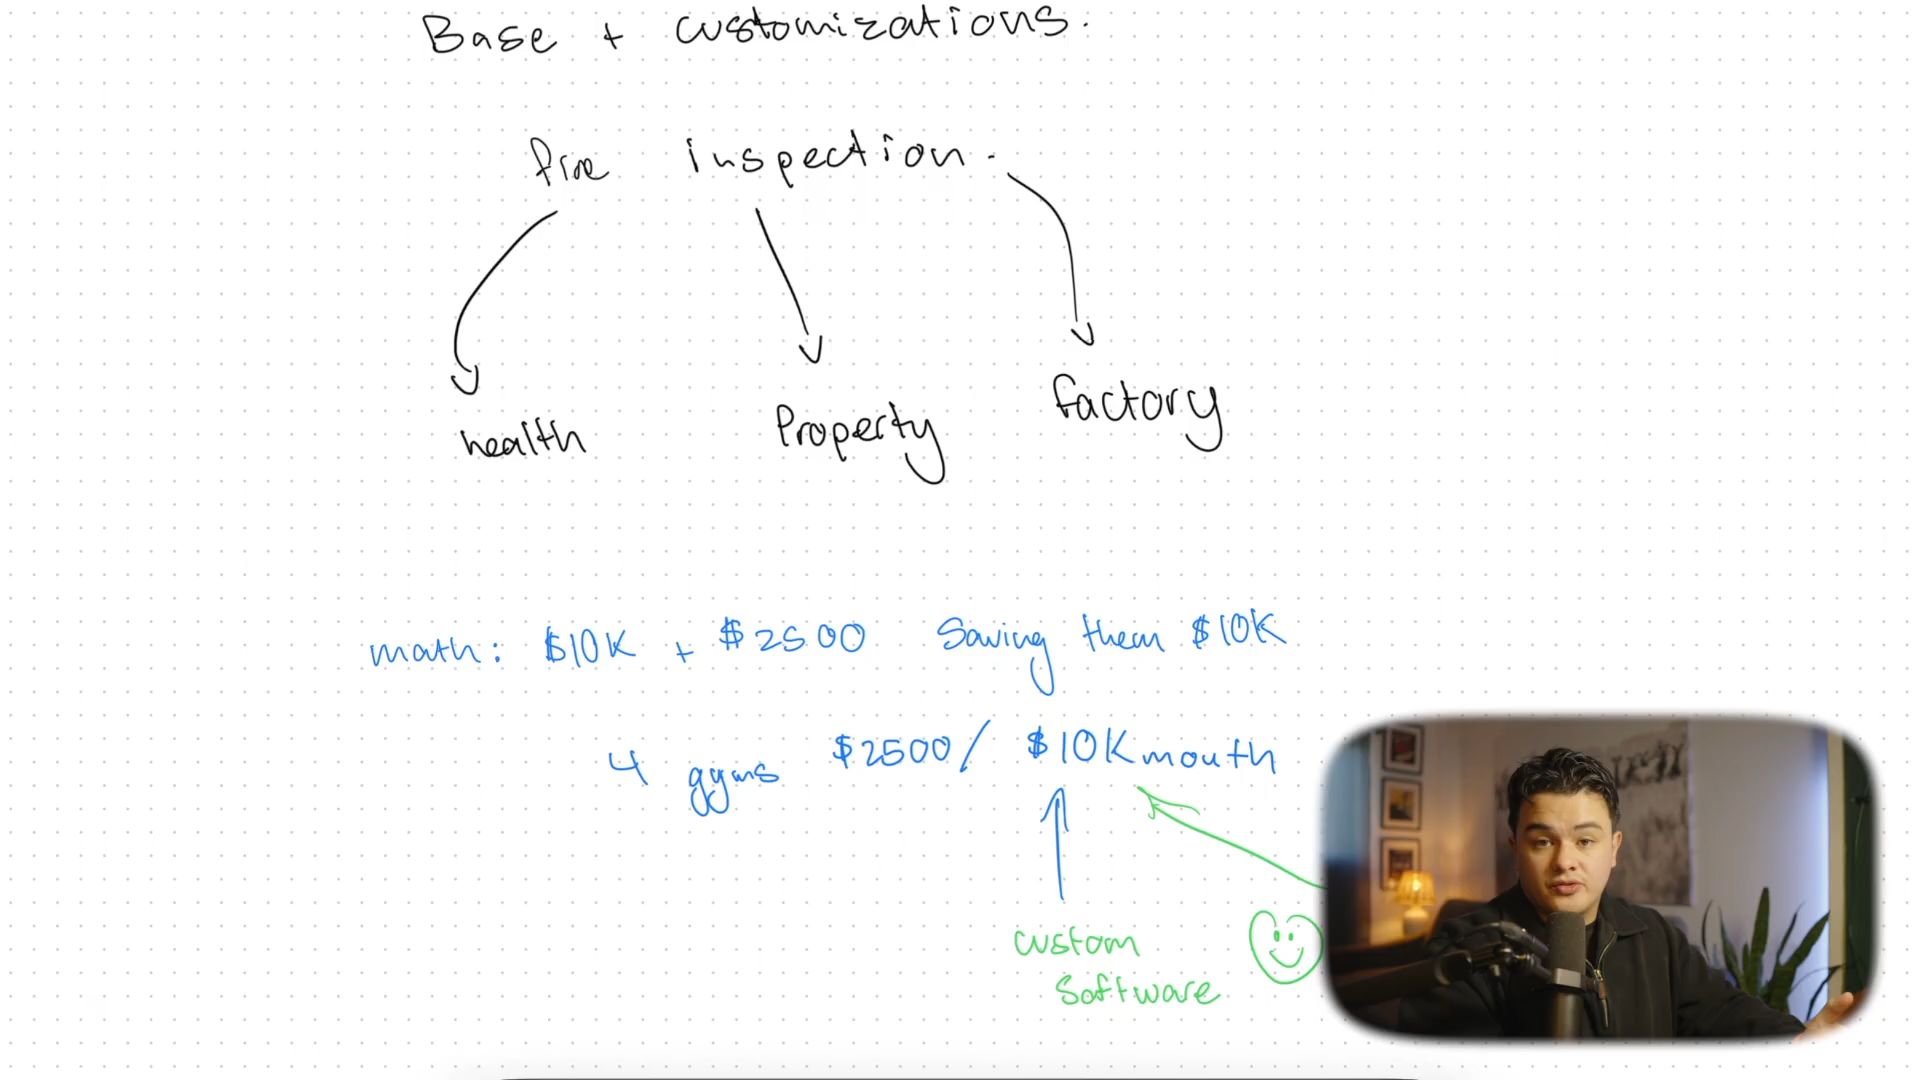 Base + customizations.
fire inspection.
health
Property
factory
math: $10K + $2500 Saving them $10K
4 gyms $2500/ $10K month
custom
Software